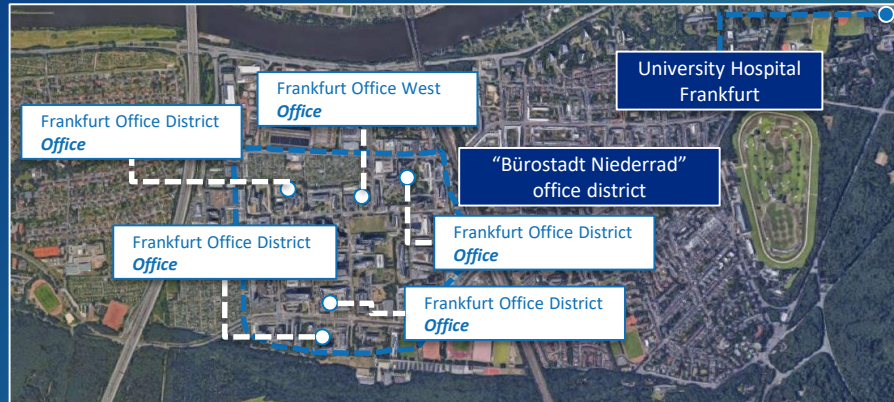 University Hospital
Frankfurt
Frankfurt Office West
Office
Frankfurt Office District
Office
“Bürostadt Niederrad”
office district
Frankfurt Office District
Office
Frankfurt Office District
Office
Frankfurt Office District
Office